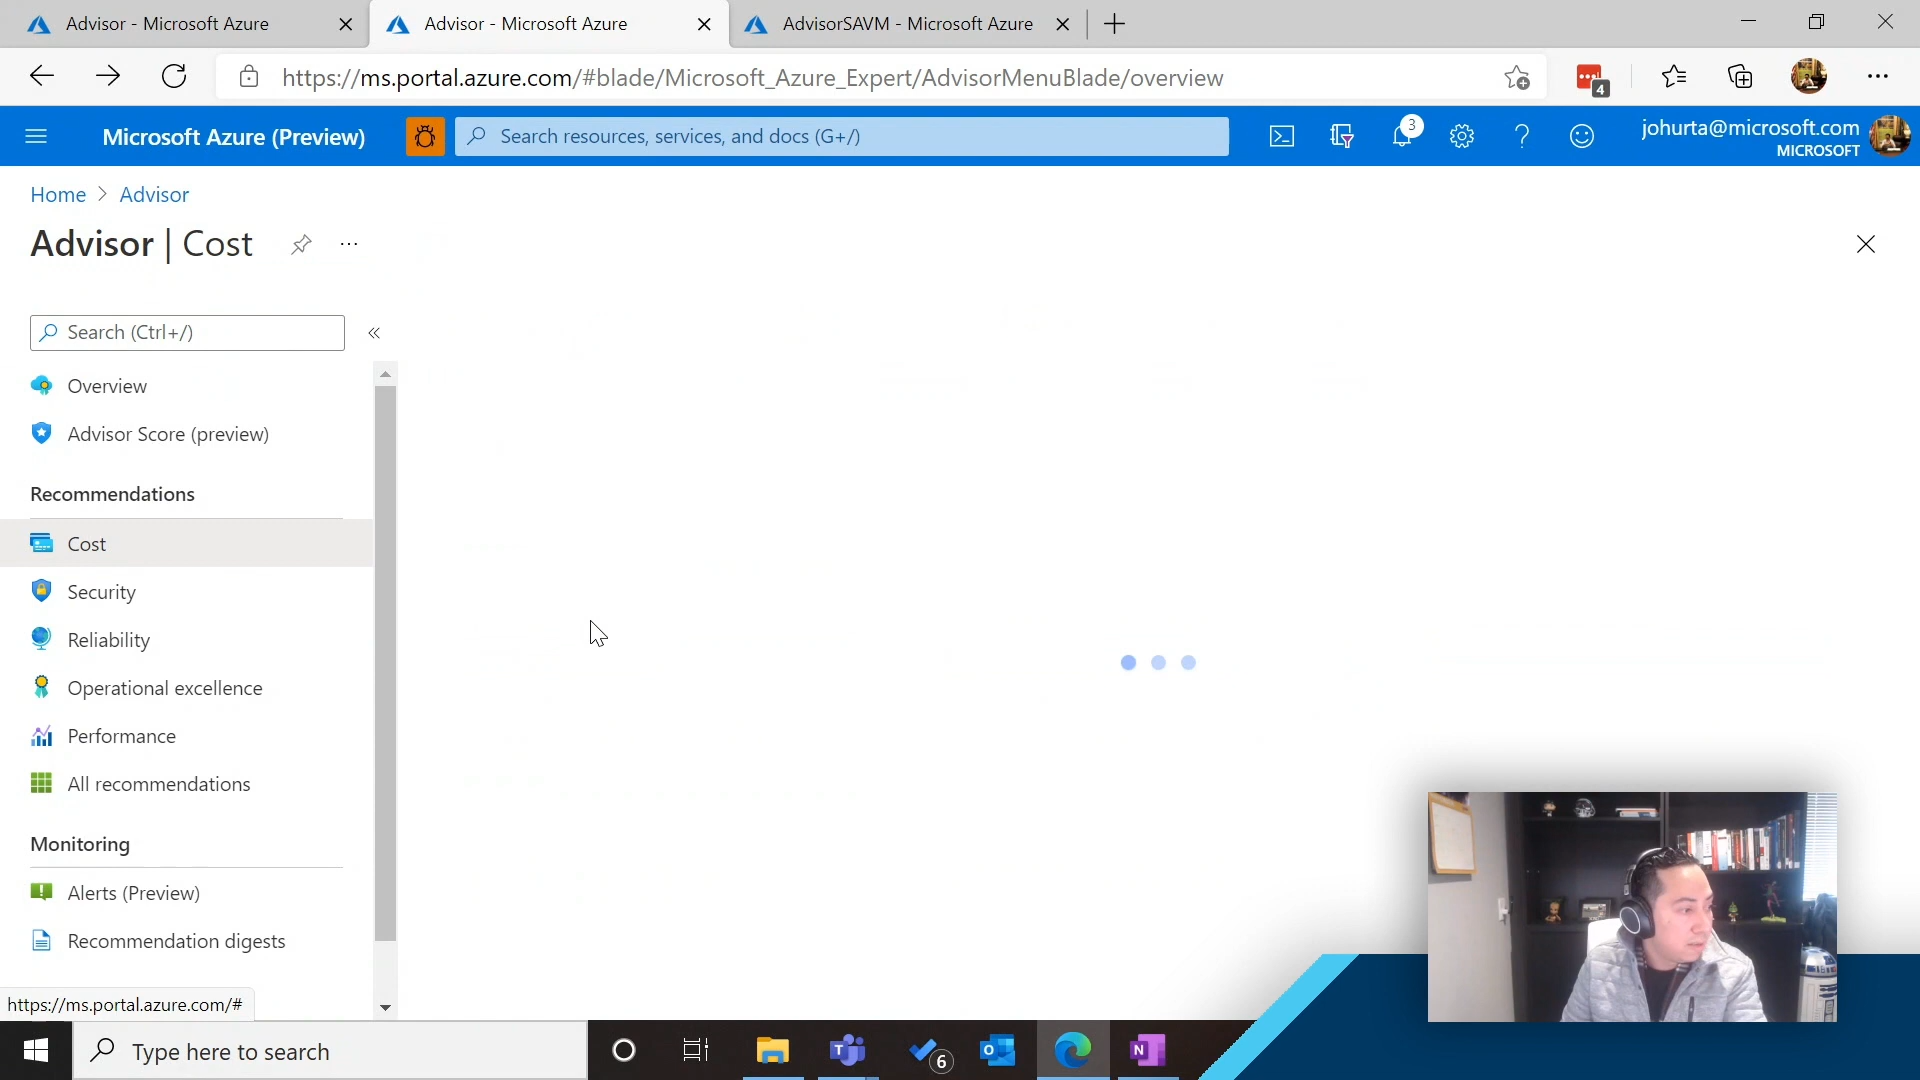 Advisor - Microsoft Azure
Advisor - Microsoft Azure
AdvisorSAVM - Microsoft Azure
https://ms.portal.azure.com/#blade/Microsoft_Azure_Expert/AdvisorMenuBlade/overview
4
Microsoft Azure (Preview)
Search resources, services, and docs (G+/)
3
johurta@microsoft.com
MICROSOFT
Home > Advisor
Advisor | Cost
Search (Ctrl+/)
Overview
Advisor Score (preview)
Recommendations
Cost
Security
Reliability
Operational excellence
Performance
All recommendations
Monitoring
Alerts (Preview)
Recommendation digests
https://ms.portal.azure.com/#
Type here to search
6